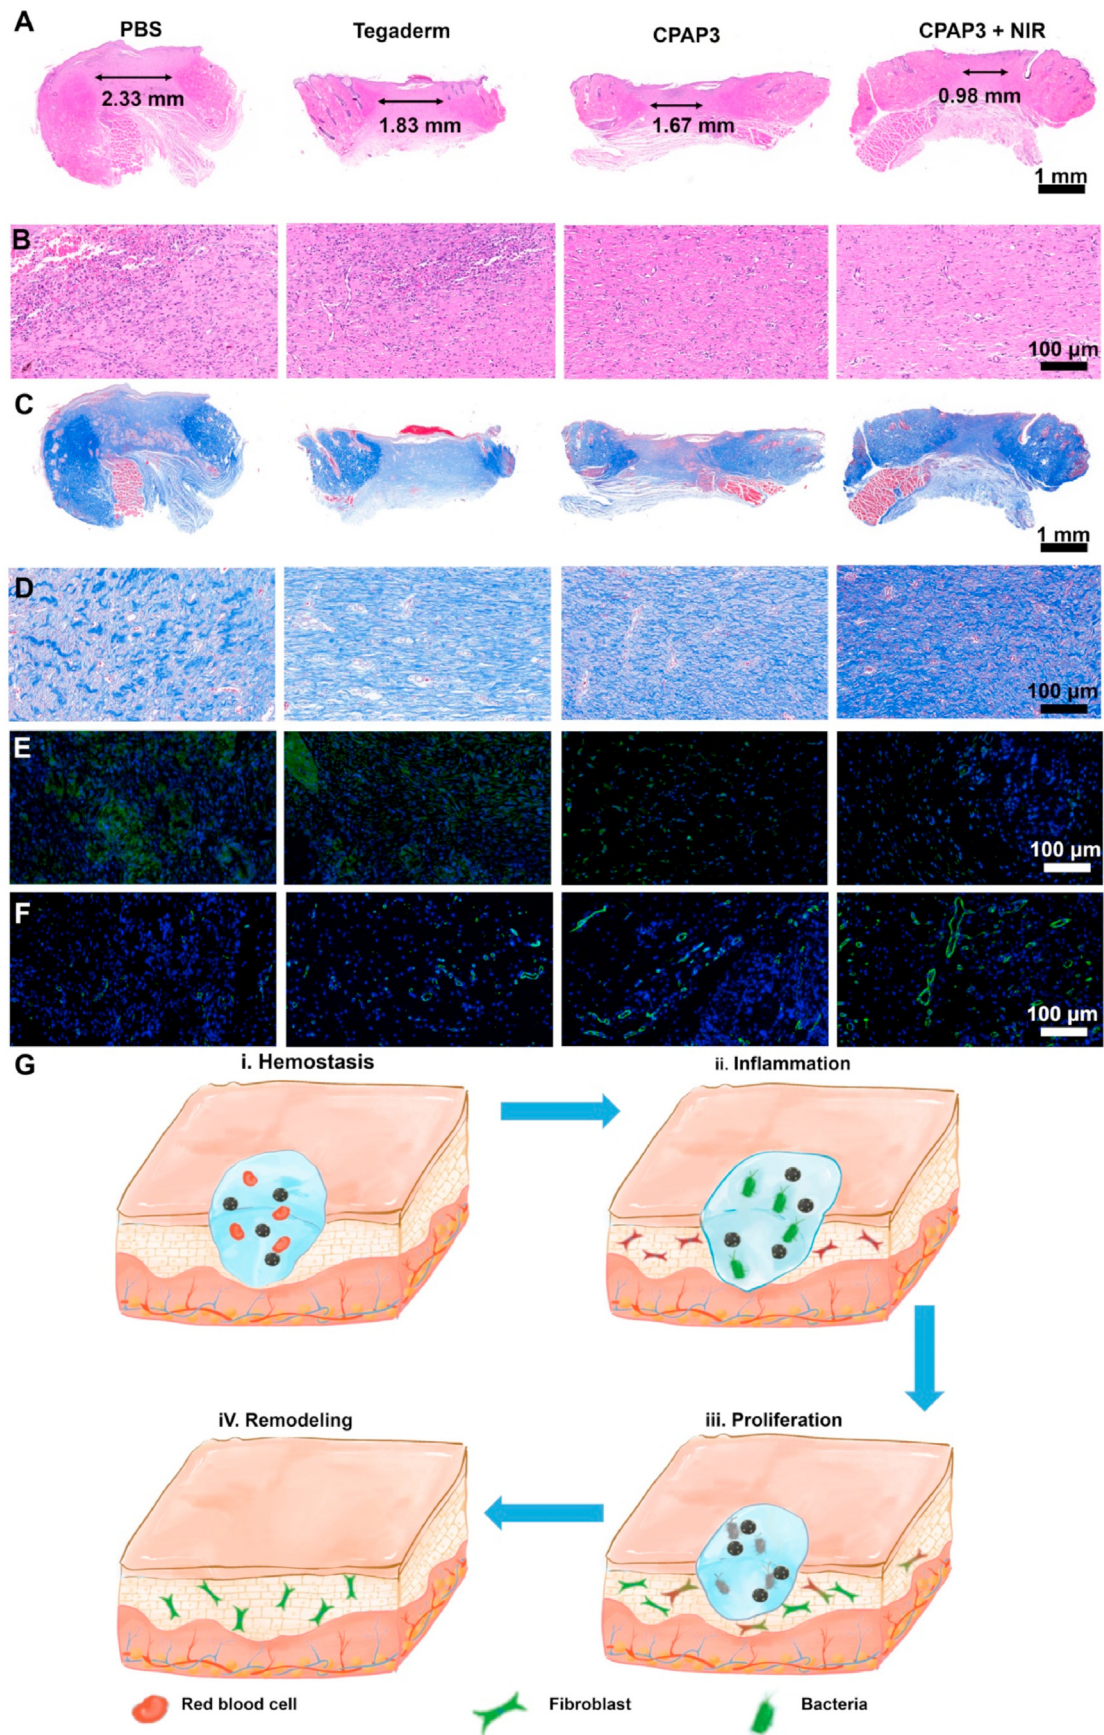 A
PBS
Tegaderm
CPAP3
CPAP3 + NIR
2.33 mm
1.83 mm
1.67 mm
0.98 mm
1 mm
B
100 μm
C
1 mm
D
100 μm
E
100 μm
F
100 μm
G
i. Hemostasis
ii. Inflammation
iV. Remodeling
iii. Proliferation
Red blood cell
Fibroblast
Bacteria